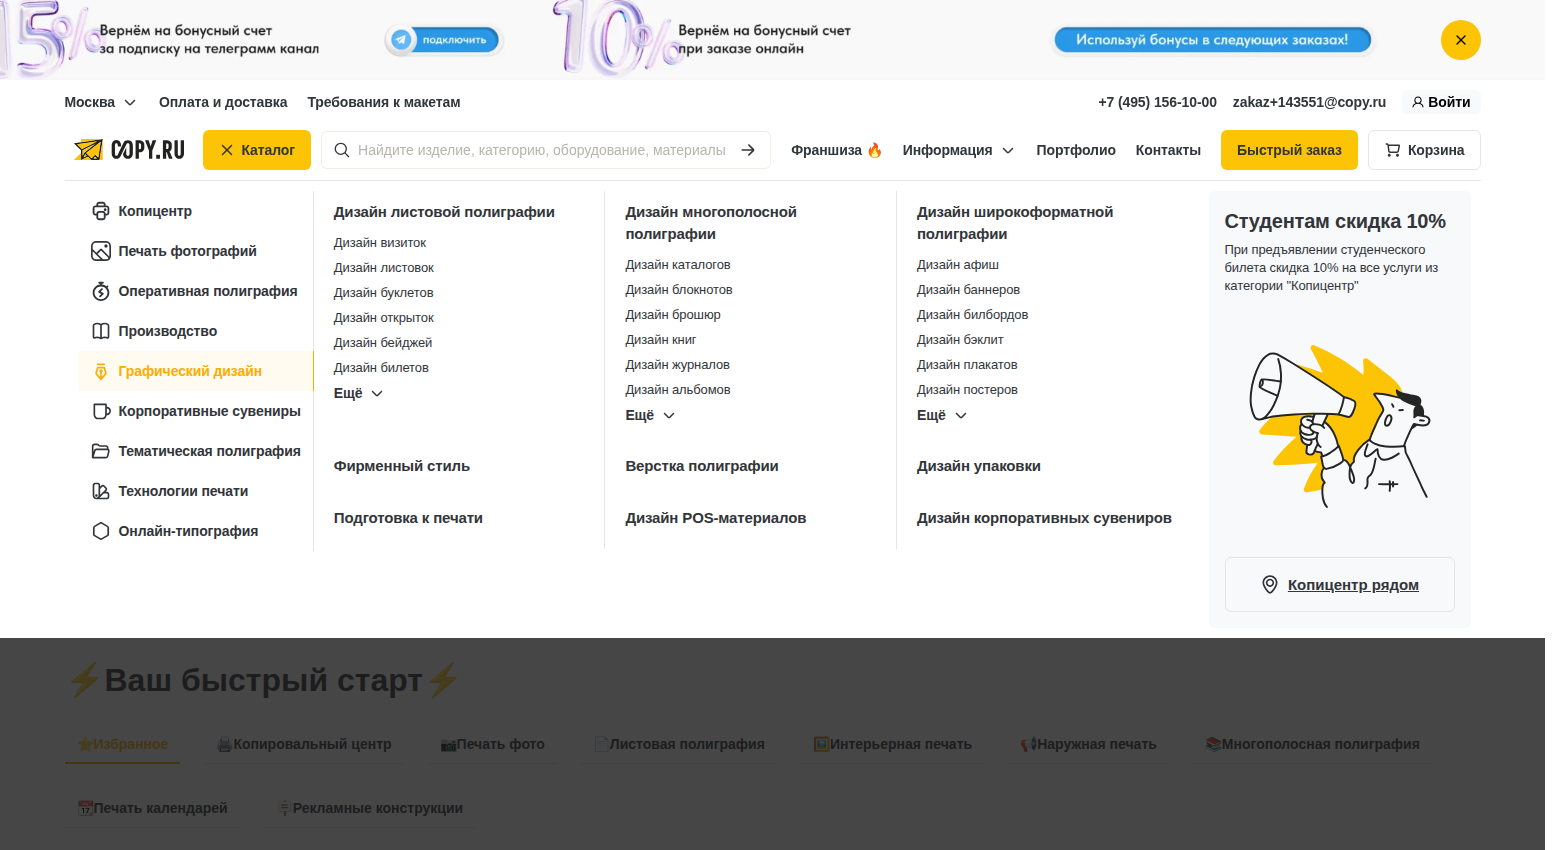 15%
Вернём на бонусный счет
за подписку на телеграмм канал
подключить
10%
Вернём на бонусный счет
при заказе онлайн
Используй бонусы в следующих заказах!
Москва
Оплата и доставка
Требования к макетам
+7 (495) 156-10-00
zakaz+143551@copy.ru
Войти
COPY.RU
Каталог
Найдите изделие, категорию, оборудование, материалы
Франшиза 🔥
Информация
Портфолио
Контакты
Быстрый заказ
Корзина
Копицентр
Печать фотографий
Оперативная полиграфия
Производство
Графический дизайн
Корпоративные сувениры
Тематическая полиграфия
Технологии печати
Онлайн-типография
Дизайн листовой полиграфии
Дизайн визиток
Дизайн листовок
Дизайн буклетов
Дизайн открыток
Дизайн бейджей
Дизайн билетов
Ещё
Фирменный стиль
Подготовка к печати
Дизайн многополосной
полиграфии
Дизайн каталогов
Дизайн блокнотов
Дизайн брошюр
Дизайн книг
Дизайн журналов
Дизайн альбомов
Ещё
Верстка полиграфии
Дизайн POS-материалов
Дизайн широкоформатной
полиграфии
Дизайн афиш
Дизайн баннеров
Дизайн билбордов
Дизайн бэклит
Дизайн плакатов
Дизайн постеров
Ещё
Дизайн упаковки
Дизайн корпоративных сувениров
Студентам скидка 10%
При предъявлении студенческого
билета скидка 10% на все услуги из
категории "Копицентр"
Копицентр рядом
⚡Ваш быстрый старт⚡
⭐Избранное
🖨️Копировальный центр
📷Печать фото
📄Листовая полиграфия
🖼️Интерьерная печать
📢Наружная печать
📚Многополосная полиграфия
📆Печать календарей
🪧Рекламные конструкции